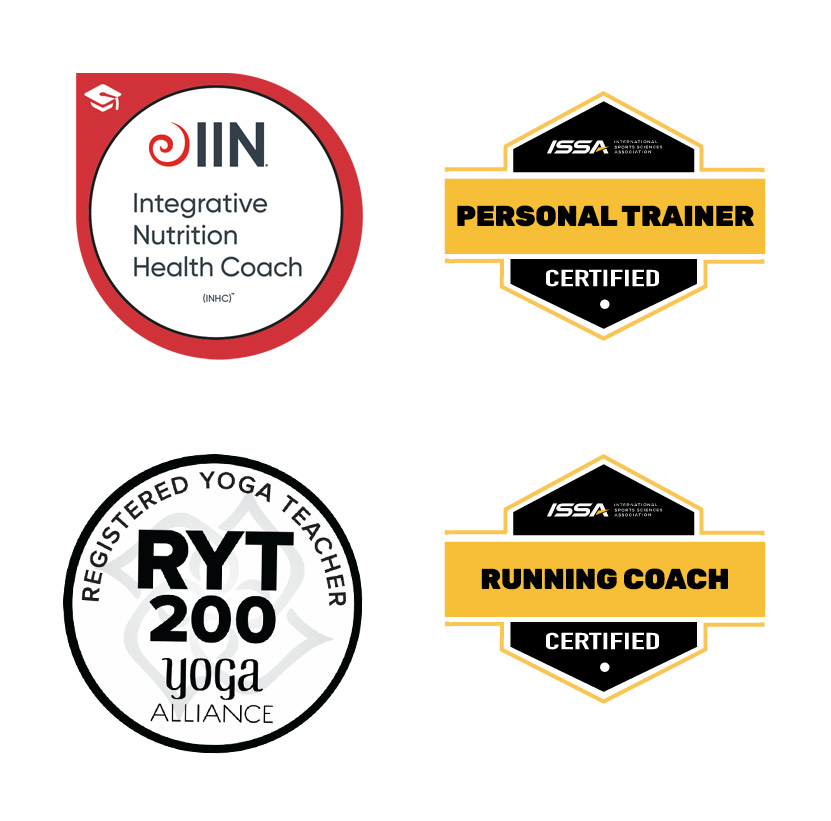 IIN
Integrative
Nutrition
Health Coach
(INHC)™
ISSA INTERNATIONAL
SPORTS SCIENCES
ASSOCIATION
PERSONAL TRAINER
CERTIFIED
REGISTERED YOGA TEACHER
RYT
200
yoga
ALLIANCE
ISSA INTERNATIONAL
SPORTS SCIENCES
ASSOCIATION
RUNNING COACH
CERTIFIED